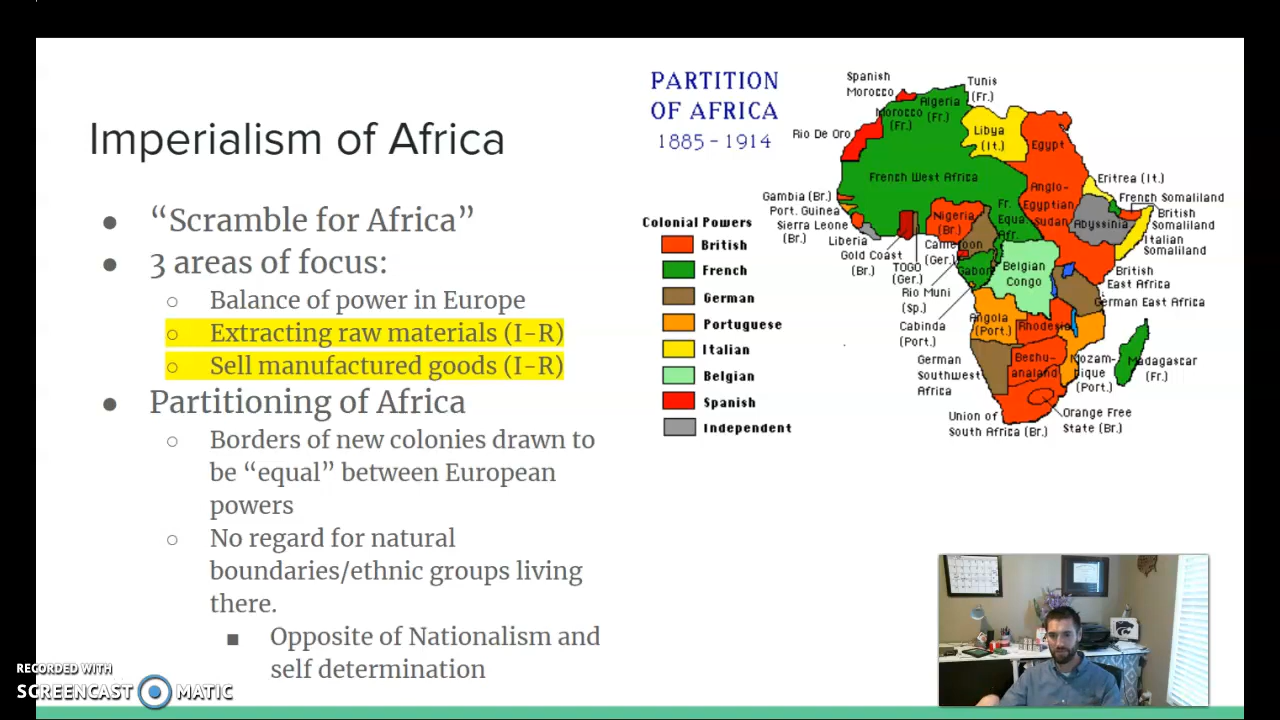 Imperialism of Africa
● “Scramble for Africa”
● 3 areas of focus:
○ Balance of power in Europe
○ Extracting raw materials (I-R)
○ Sell manufactured goods (I-R)
● Partitioning of Africa
○ Borders of new colonies drawn to
be “equal” between European
powers
○ No regard for natural
boundaries/ethnic groups living
there.
■ Opposite of Nationalism and
self determination
PARTITION
OF AFRICA
1885 - 1914
Colonial Powers
British
French
German
Portuguese
Italian
Belgian
Spanish
Independent
Spanish
Morocco
Tunis
(Fr.)
Algeria
(Fr.)
Morocco
(Fr.)
Rio De Oro
Libya
(It.)
Egypt
French West Africa
Anglo-
Egyptian
Sudan
Eritrea (It.)
French Somaliland
British
Somaliland
Italian
Somaliland
Abyssinia
Gambia (Br.)
Port. Guinea
Sierra Leone
(Br.)
Liberia
Gold Coast
(Br.)
TOGO
(Ger.)
Nigeria
(Br.)
Cameroon
(Ger.)
Fr.
Equa.
Afr.
Rio Muni
(Sp.)
Gabon
Cabinda
(Port.)
Belgian
Congo
British
East Africa
German East Africa
Angola
(Port.)
Rhodesia
German
Southwest
Africa
Bechu-
analand
Mozam-
bique
(Port.)
Madagascar
(Fr.)
Union of
South Africa (Br.)
Orange Free
State (Br.)
RECORDED WITH
SCREENCAST MATIC